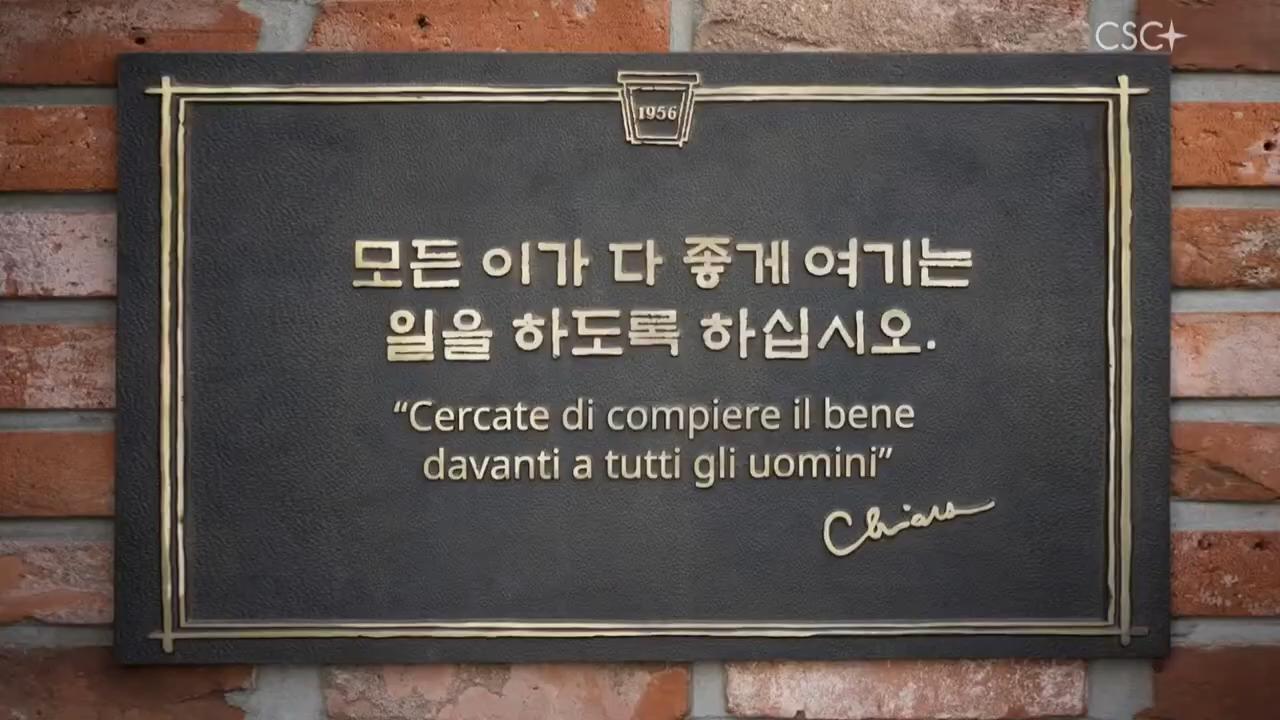 CSC
1956
모든 이가 다 좋게 여기는
일을 하도록 하십시오.
“Cercate di compiere il bene
davanti a tutti gli uomini”
Chiara